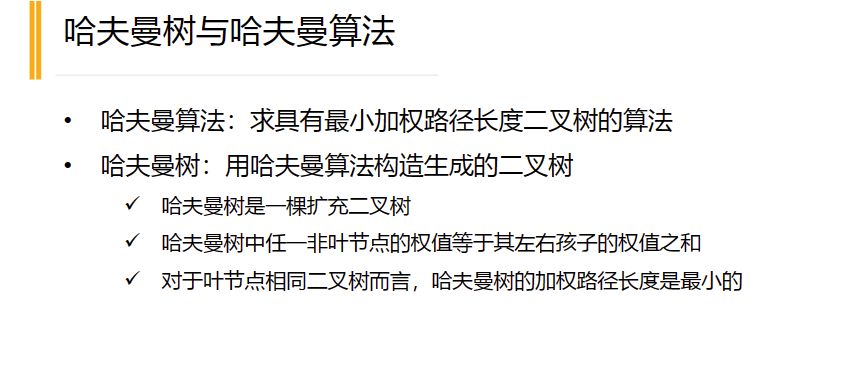 哈夫曼树与哈夫曼算法
• 哈夫曼算法：求具有最小加权路径长度二叉树的算法
• 哈夫曼树：用哈夫曼算法构造生成的二叉树
✓ 哈夫曼树是一棵扩充二叉树
✓ 哈夫曼树中任一非叶节点的权值等于其左右孩子的权值之和
✓ 对于叶节点相同二叉树而言，哈夫曼树的加权路径长度是最小的